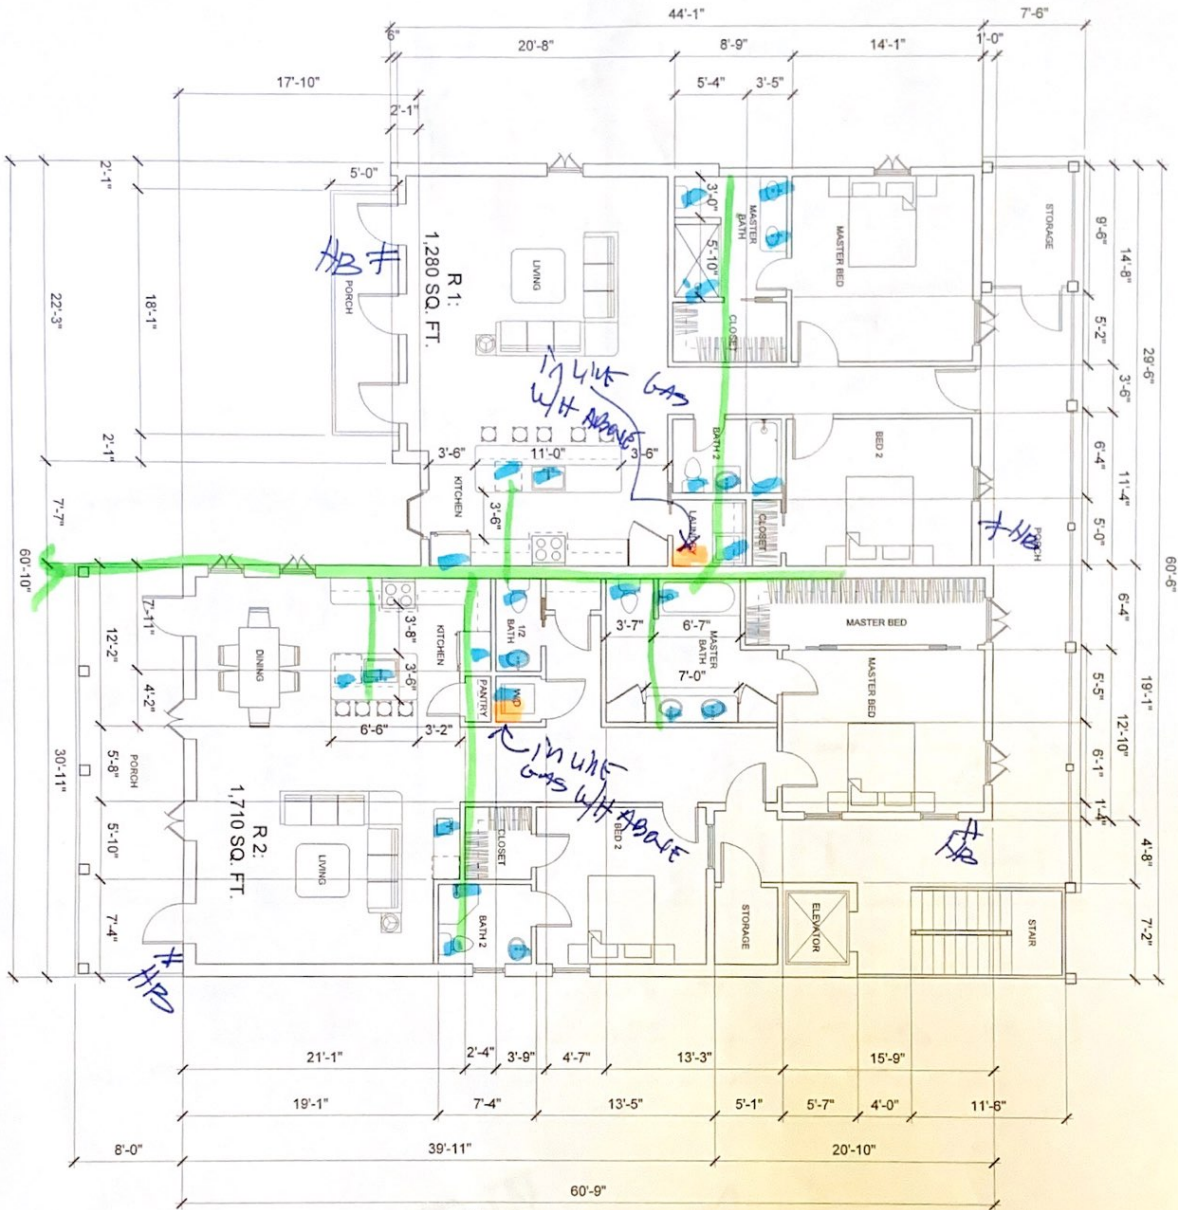 44'-1"
7'-6"
6"
20'-8"
8'-9"
14'-1"
1'-0"
17'-10"
5'-4"
3'-5"
2'-1"
2'-1"
5'-0"
3'-0"
MASTER
BATH
STORAGE
9'-6"
14'-8"
5'-10"
MASTER BED
LIVING
R 1:
1,280 SQ. FT.
HB
PORCH
18'-1"
22'-3"
CLOSET
5'-2"
29'-6"
in LINE GAS
W/H ABOVE
3'-6"
2'-1"
BATH 2
BED 2
6'-4"
11'-4"
3'-6"
11'-0"
3'-6"
KITCHEN
3'-6"
CLOSET
HB
PORCH
5'-0"
7'-7"
60'-10"
60'-6"
7'-11"
12'-2"
DINING
3'-8"
KITCHEN
1/2
BATH
3'-7"
6'-7"
MASTER
BATH
MASTER BED
6'-4"
3'-6"
7'-0"
MASTER BED
5'-5"
19'-1"
4'-2"
PANTRY
W/D
6'-6"
3'-2"
12'-10"
5'-8"
PORCH
30'-11"
in LINE
GAS W/H ABOVE
6'-1"
1'-4"
R 2:
1,710 SQ. FT.
LIVING
CLOSET
BED 2
HB
4'-8"
5'-10"
7'-4"
BATH 2
STORAGE
ELEVATOR
STAIR
7'-2"
HB
21'-1"
2'-4"
3'-9"
4'-7"
13'-3"
15'-9"
19'-1"
7'-4"
13'-5"
5'-1"
5'-7"
4'-0"
11'-6"
8'-0"
39'-11"
20'-10"
60'-9"